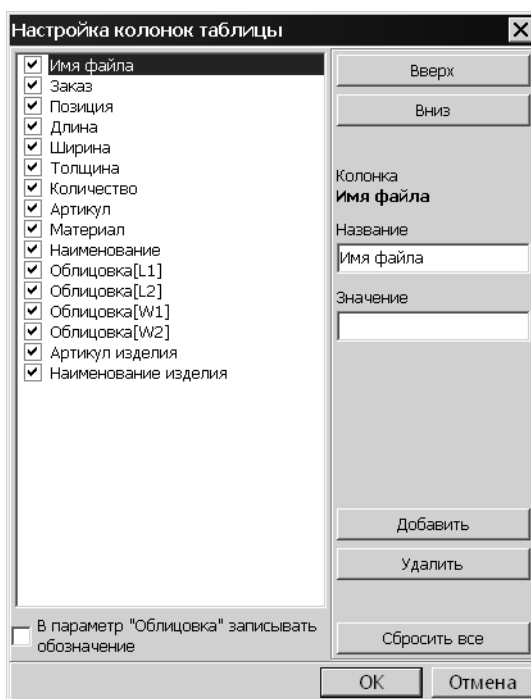 Настройка колонок таблицы
Имя файла
Заказ
Позиция
Длина
Ширина
Толщина
Количество
Артикул
Материал
Наименование
Облицовка[L1]
Облицовка[L2]
Облицовка[W1]
Облицовка[W2]
Артикул изделия
Наименование изделия
В параметр "Облицовка" записывать
обозначение
Вверх
Вниз
Колонка
Имя файла
Название
Имя файла
Значение
Добавить
Удалить
Сбросить все
OK
Отмена